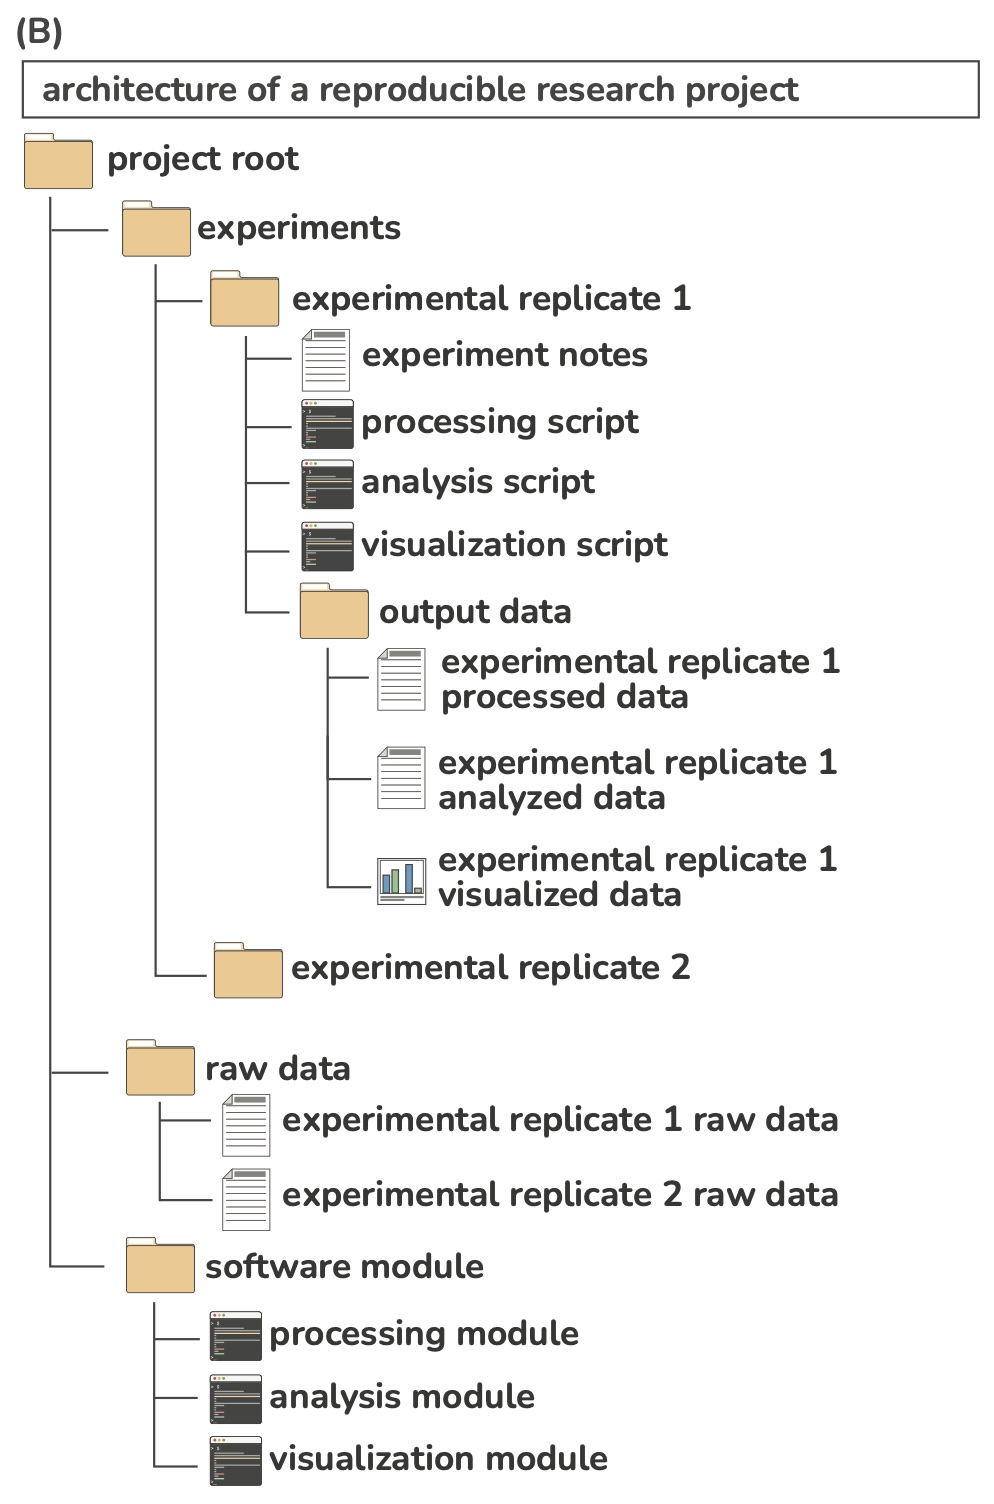 (B)
architecture of a reproducible research project
project root
experiments
experimental replicate 1
experiment notes
processing script
analysis script
visualization script
output data
experimental replicate 1
processed data
experimental replicate 1
analyzed data
experimental replicate 1
visualized data
experimental replicate 2
raw data
experimental replicate 1 raw data
experimental replicate 2 raw data
software module
processing module
analysis module
visualization module